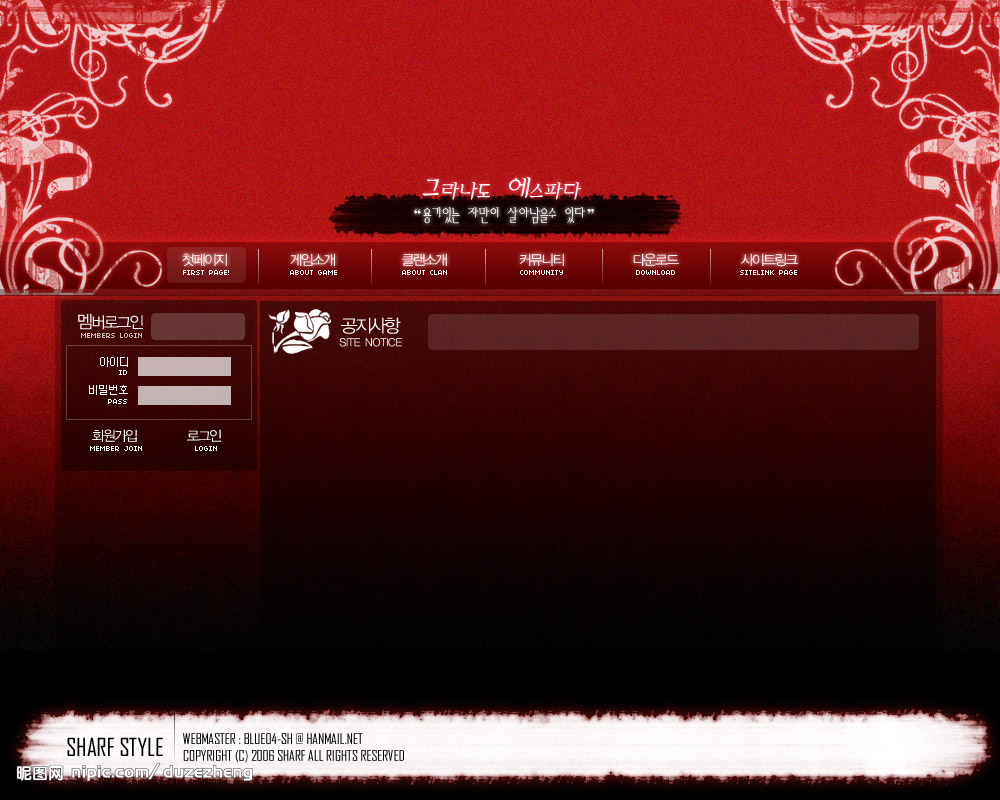 그라나도 에스파다
“용기있는 자만이 살아남을수 있다”
첫페이지 게임소개 클랜소개 커뮤니티 다운로드 사이트링크
FIRST PAGE! ABOUT GAME ABOUT CLAN COMMUNITY DOWNLOAD SITELINK PAGE
멤버로그인
MEMBERS LOGIN
공지사항
SITE NOTICE
아이디
ID
비밀번호
PASS
회원가입 로그인
MEMBER JOIN LOGIN
SHARF STYLE
WEBMASTER : BLUE04-SH @ HANMAIL.NET
COPYRIGHT (C) 2006 SHARF ALL RIGHTS RESERVED
昵图网 nipic.com/duzezheng